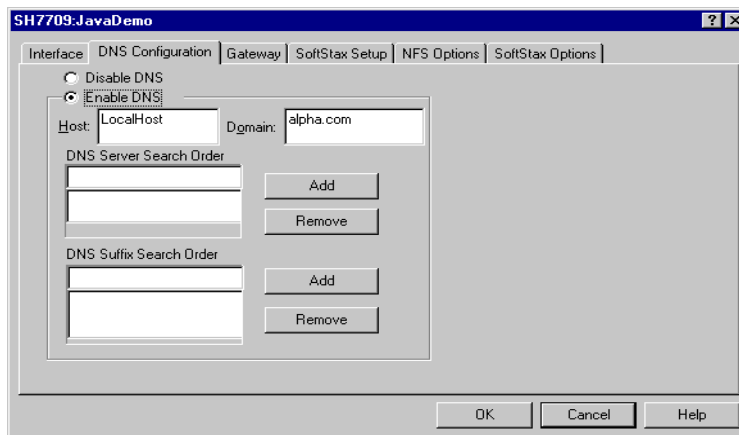 SH7709:JavaDemo
Interface DNS Configuration Gateway SoftStax Setup NFS Options SoftStax Options
Disable DNS
Enable DNS
Host: LocalHost Domain: alpha.com
DNS Server Search Order
Add
Remove
DNS Suffix Search Order
Add
Remove
OK Cancel Help